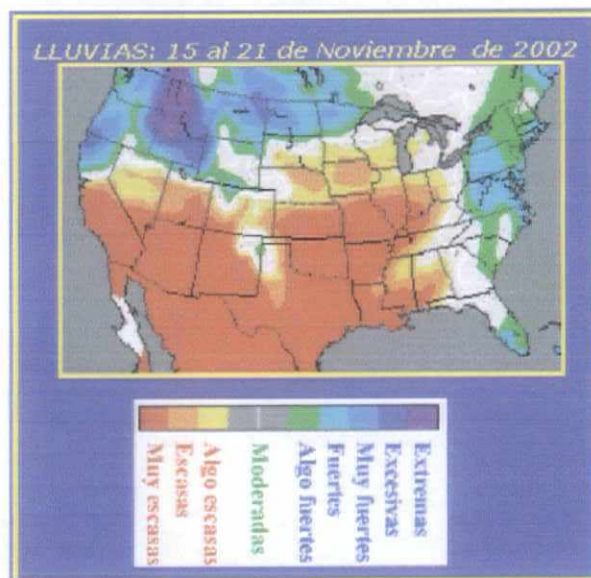 LLUVIAS: 15 al 21 de Noviembre de 2002
Extremas
Excesivas
Muy fuertes
Fuertes
Algo fuertes
Moderadas
Algo escasas
Escasas
Muy escasas